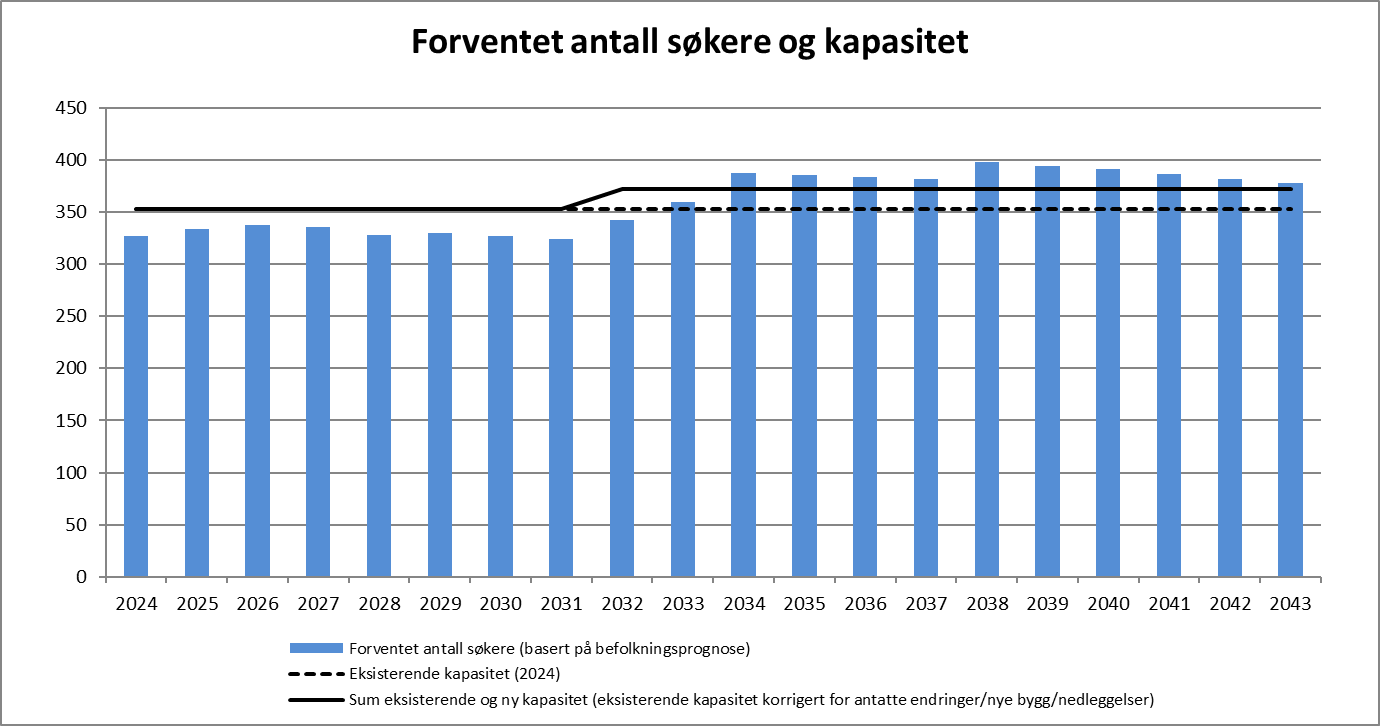 Forventet antall søkere og kapasitet
450
400
350
300
250
200
150
100
50
0
2024 2025 2026 2027 2028 2029 2030 2031 2032 2033 2034 2035 2036 2037 2038 2039 2040 2041 2042 2043
Forventet antall søkere (basert på befolkningsprognose)
Eksisterende kapasitet (2024)
Sum eksisterende og ny kapasitet (eksisterende kapasitet korrigert for antatte endringer/nye bygg/nedleggelser)